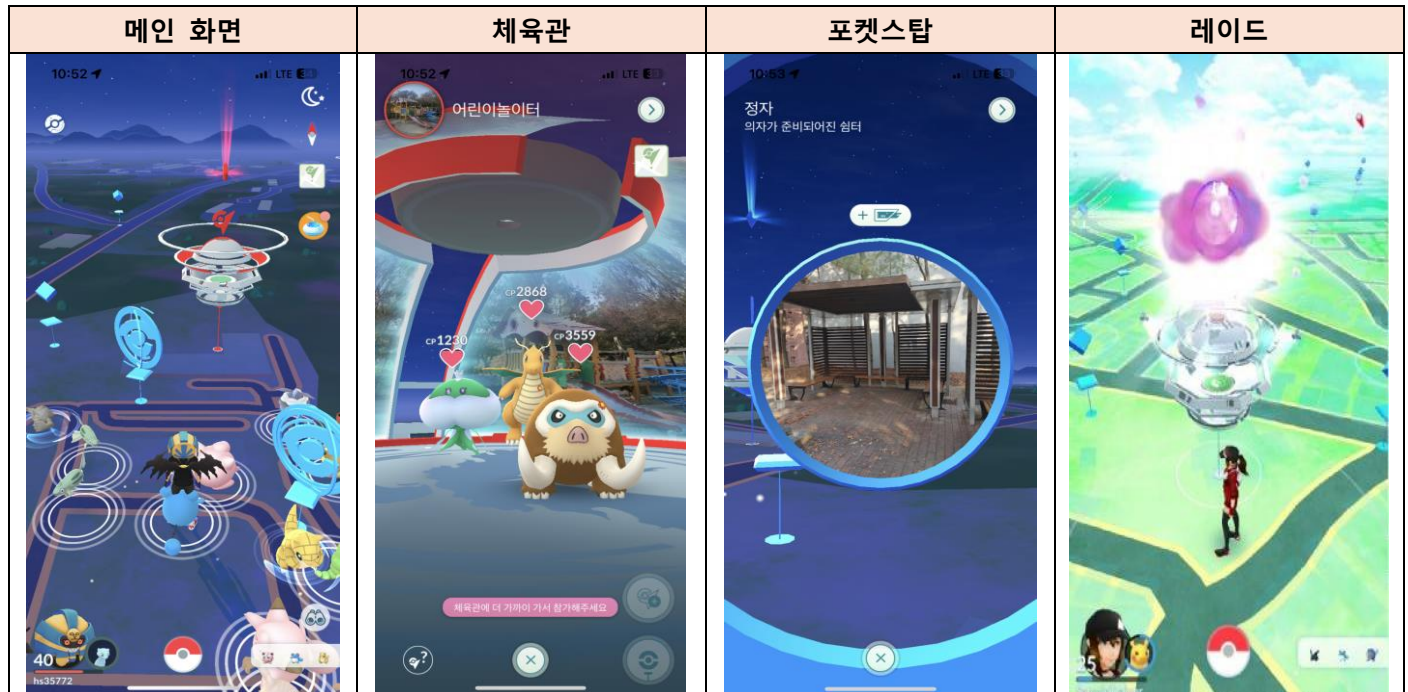 메인 화면
체육관
포켓스탑
레이드
10:52
LTE
40
hs35772
10:52
LTE
어린이놀이터
CP2868
CP1230
CP3559
체육관에 더 가까이 가서 참가해주세요
?
10:53
LTE
정자
의자가 준비되어진 쉼터
+
25